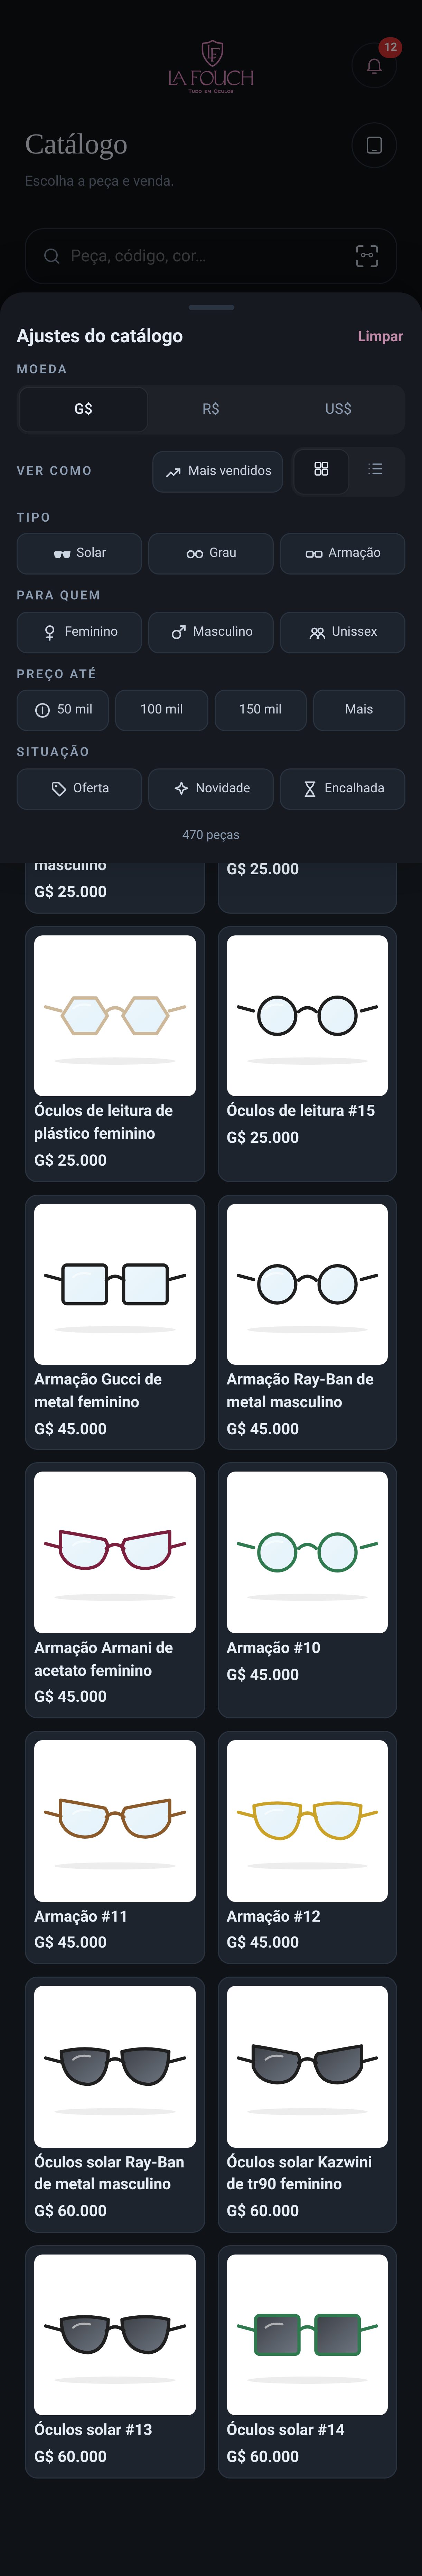 LA FOUCH
Tudo em Óculos
12
Catálogo
Escolha a peça e venda.
Peça, código, cor...
Ajustes do catálogo
Limpar
MOEDA
G$ R$ US$
VER COMO
Mais vendidos
TIPO
Solar Grau Armação
PARA QUEM
Feminino Masculino Unissex
PREÇO ATÉ
50 mil 100 mil 150 mil Mais
SITUAÇÃO
Oferta Novidade Encalhada
470 peças
masculino
G$ 25.000
G$ 25.000
Óculos de leitura de
plástico feminino
G$ 25.000
Óculos de leitura #15
G$ 25.000
Armação Gucci de
metal feminino
G$ 45.000
Armação Ray-Ban de
metal masculino
G$ 45.000
Armação Armani de
acetato feminino
G$ 45.000
Armação #10
G$ 45.000
Armação #11
G$ 45.000
Armação #12
G$ 45.000
Óculos solar Ray-Ban
de metal masculino
G$ 60.000
Óculos solar Kazwini
de tr90 feminino
G$ 60.000
Óculos solar #13
G$ 60.000
Óculos solar #14
G$ 60.000